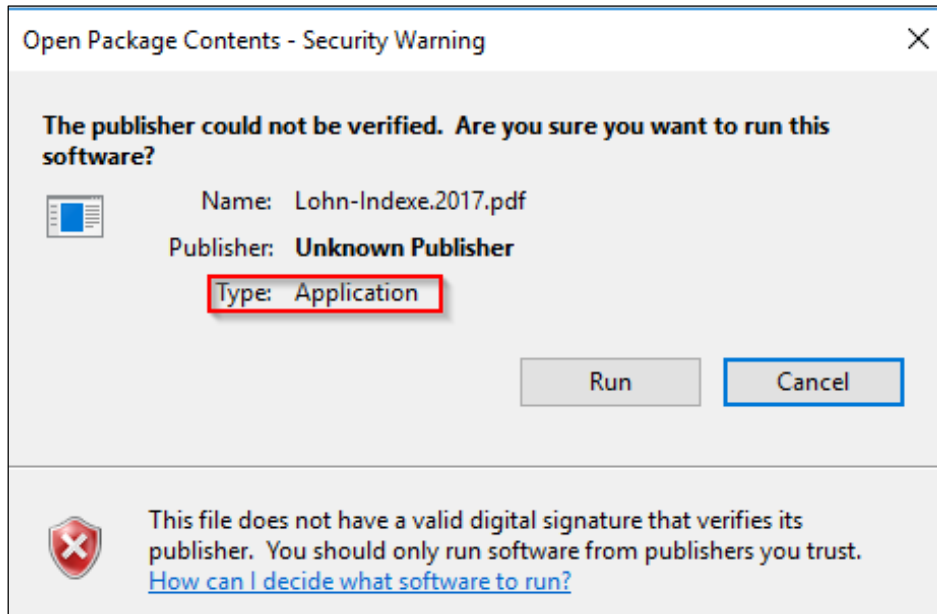 Open Package Contents - Security Warning
The publisher could not be verified.  Are you sure you want to run this
software?
Name: Lohn-Indexe.2017.pdf
Publisher: Unknown Publisher
Type: Application
Run Cancel
This file does not have a valid digital signature that verifies its
publisher.  You should only run software from publishers you trust.
How can I decide what software to run?